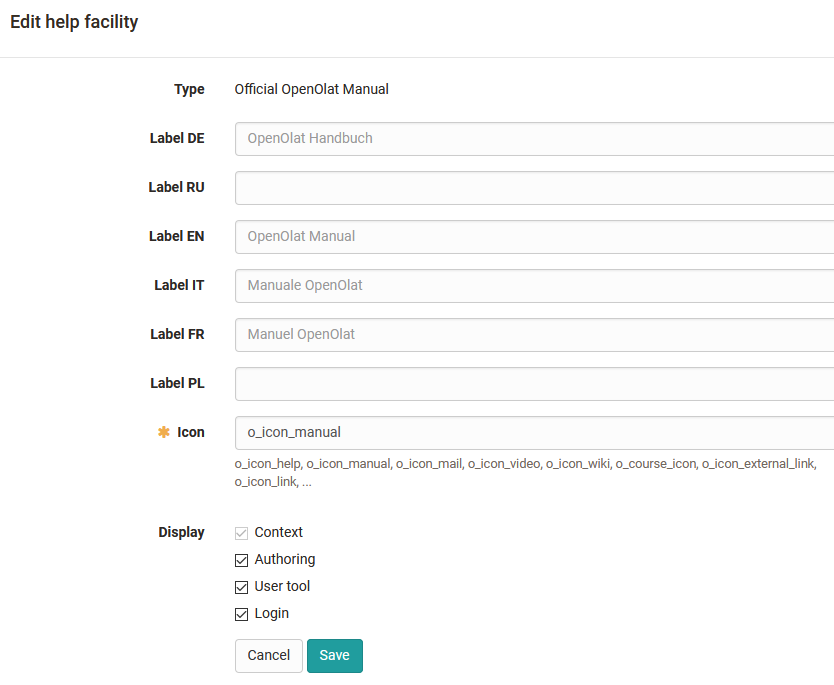 Edit help facility
Type Official OpenOlat Manual
Label DE OpenOlat Handbuch
Label RU
Label EN OpenOlat Manual
Label IT Manuale OpenOlat
Label FR Manuel OpenOlat
Label PL
Icon o_icon_manual
o_icon_help, o_icon_manual, o_icon_mail, o_icon_video, o_icon_wiki, o_course_icon, o_icon_external_link,
o_icon_link, ...
Display Context
Authoring
User tool
Login
Cancel Save